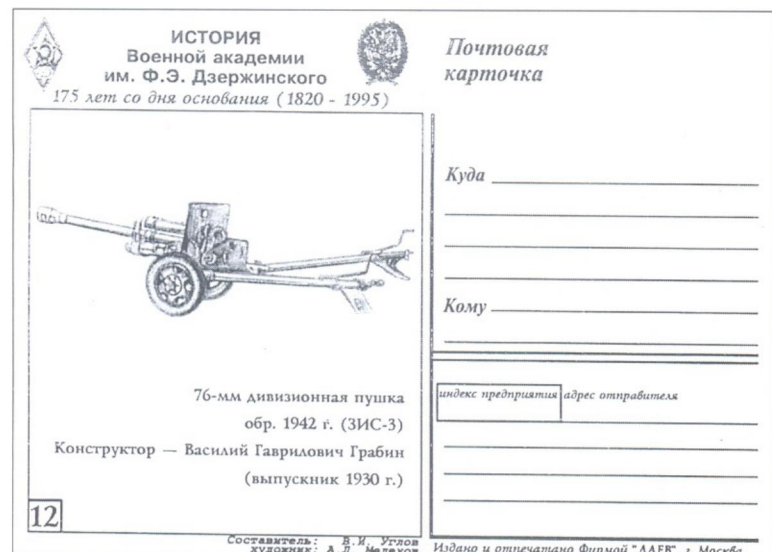 ИСТОРИЯ
Военной академии
им. Ф.Э. Дзержинского
175 лет со дня основания (1820 - 1995)
76-мм дивизионная пушка
обр. 1942 г. (ЗИС-3)
Конструктор — Василий Гаврилович Грабин
(выпускник 1930 г.)
12
Составитель: В.И. Углов
художник: А.Л.
Почтовая
карточка
Куда
Кому
индекс предприятия адрес отправителя
Издано и отпечатано Фирмой г. Москва